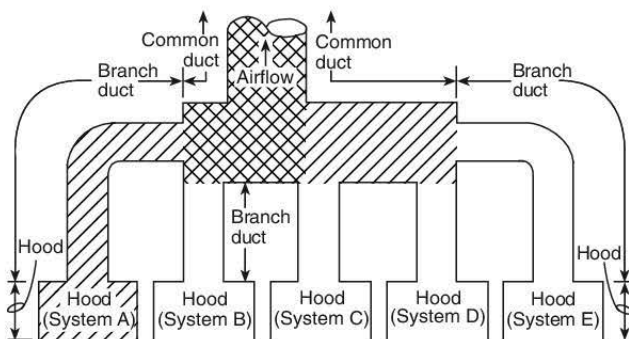 Common
duct
Common
duct
Branch
duct
Airflow
Branch
duct
Branch
duct
Hood
Hood
Hood
(System A)
Hood
(System B)
Hood
(System C)
Hood
(System D)
Hood
(System E)